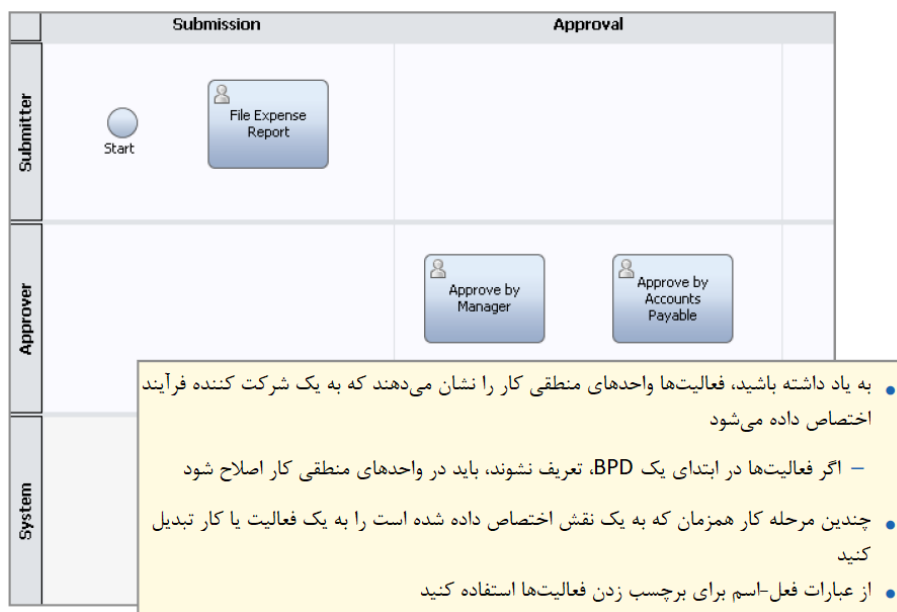 Submission
Approval
Submitter
Start
File Expense
Report
Approver
Approve by
Manager
Approve by
Accounts
Payable
System
• به یاد داشته باشید، فعالیت‌ها واحدهای منطقی کار را نشان می‌دهند که به یک شرکت کننده فرآیند
اختصاص داده می‌شود
– اگر فعالیت‌ها در ابتدای یک BPD، تعریف نشوند، باید در واحدهای منطقی کار اصلاح شود
• چندین مرحله کار همزمان که به یک نقش اختصاص داده شده است را به یک فعالیت یا کار تبدیل
کنید
• از عبارات فعل-اسم برای برچسب زدن فعالیت‌ها استفاده کنید